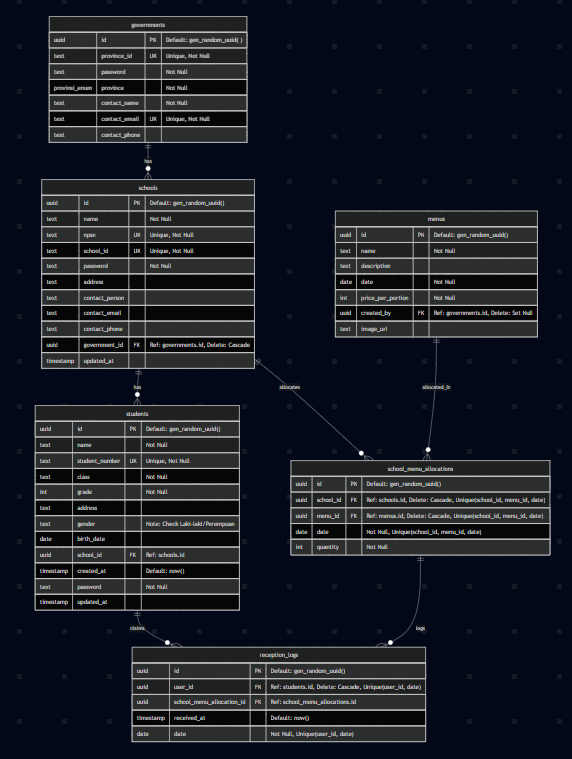 governments
uuid id PK Default: gen_random_uuid( )
text province_id UK Unique, Not Null
text password Not Null
provinsi_enum province Not Null
text contact_name Not Null
text contact_email UK Unique, Not Null
text contact_phone
has
schools
uuid id PK Default: gen_random_uuid()
text name Not Null
text npsn UK Unique, Not Null
text school_id UK Unique, Not Null
text password Not Null
text address
text contact_person
text contact_email
text contact_phone
uuid government_id FK Ref: governments.id, Delete: Cascade
timestamp updated_at
menus
uuid id PK Default: gen_random_uuid()
text name Not Null
text description
date date Not Null
int price_per_portion Not Null
uuid created_by FK Ref: governments.id, Delete: Set Null
text image_url
has
allocates
allocated_in
students
uuid id PK Default: gen_random_uuid()
text name Not Null
text student_number UK Unique, Not Null
text class Not Null
int grade Not Null
text address
text gender Note: Check Laki-laki/Perempuan
date birth_date
uuid school_id FK Ref: schools.id
timestamp created_at Default: now()
text password Not Null
timestamp updated_at
school_menu_allocations
uuid id PK Default: gen_random_uuid()
uuid school_id FK Ref: schools.id, Delete: Cascade, Unique(school_id, menu_id, date)
uuid menu_id FK Ref: menus.id, Delete: Cascade, Unique(school_id, menu_id, date)
date date Not Null, Unique(school_id, menu_id, date)
int quantity Not Null
claims
logs
reception_logs
uuid id PK Default: gen_random_uuid()
uuid user_id FK Ref: students.id, Delete: Cascade, Unique(user_id, date)
uuid school_menu_allocation_id FK Ref: school_menu_allocations.id
timestamp received_at Default: now()
date date Not Null, Unique(user_id, date)